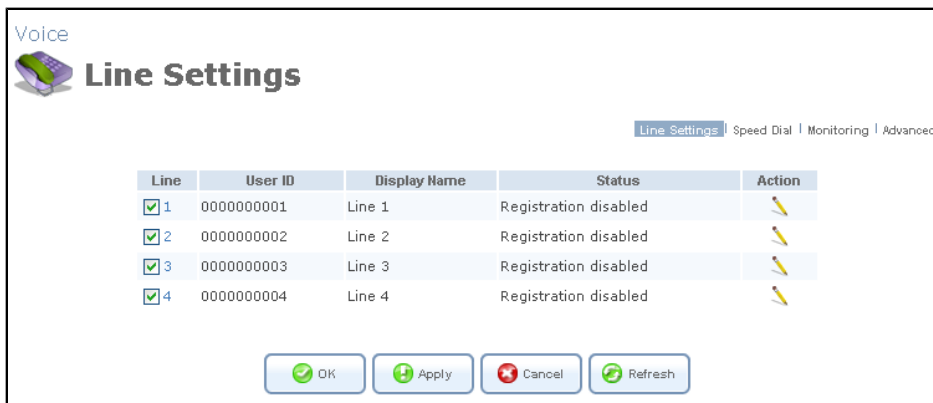 Voice
Line Settings
Line Settings | Speed Dial | Monitoring | Advanced
Line User ID Display Name Status Action
1 0000000001 Line 1 Registration disabled
2 0000000002 Line 2 Registration disabled
3 0000000003 Line 3 Registration disabled
4 0000000004 Line 4 Registration disabled
OK Apply Cancel Refresh